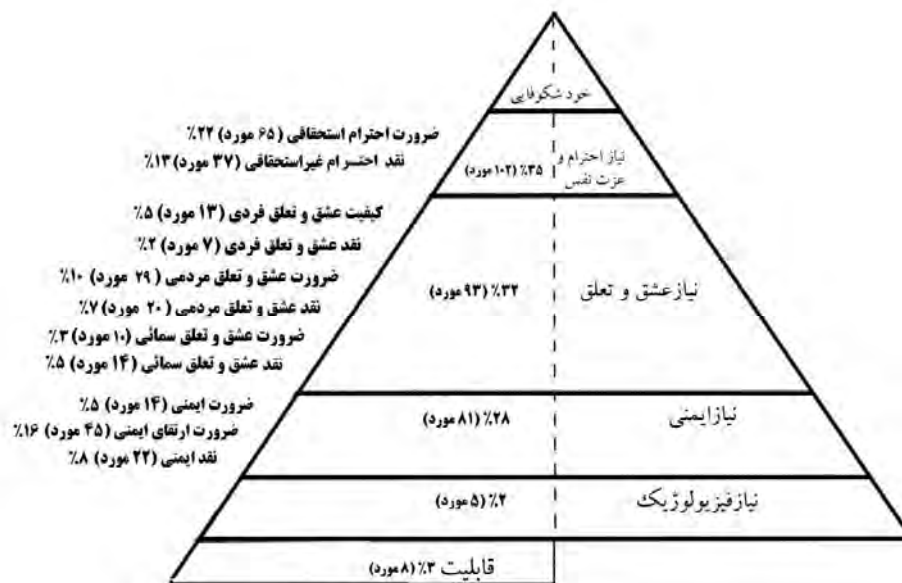 خود شکوفایی
ضرورت احترام استحقاقی (۶۵ مورد) ۲۲٪
نقد احترام غیراستحقاقی (۳۷ مورد) ۱۳٪
نیاز احترام و
عزت نفس
۳۵٪ (۱۰۲ مورد)
کیفیت عشق و تعلق فردی (۱۳ مورد) ۵٪
نقد عشق و تعلق فردی (۷ مورد) ۲٪
ضرورت عشق و تعلق مردمی (۲۹ مورد) ۱۰٪
نقد عشق و تعلق مردمی (۲۰ مورد) ۷٪
ضرورت عشق و تعلق سمائی (۱۰ مورد) ۳٪
نقد عشق و تعلق سمائی (۱۴ مورد) ۵٪
نیازعشق و تعلق
۳۲٪ (۹۳ مورد)
ضرورت ایمنی (۱۴ مورد) ۵٪
ضرورت ارتقای ایمنی (۴۵ مورد) ۱۶٪
نقد ایمنی (۲۲ مورد) ۸٪
نیازایمنی
۲۸٪ (۸۱ مورد)
نیازفیزیولوژیک
۲٪ (۵ مورد)
قابلیت ۳٪ (۸ مورد)